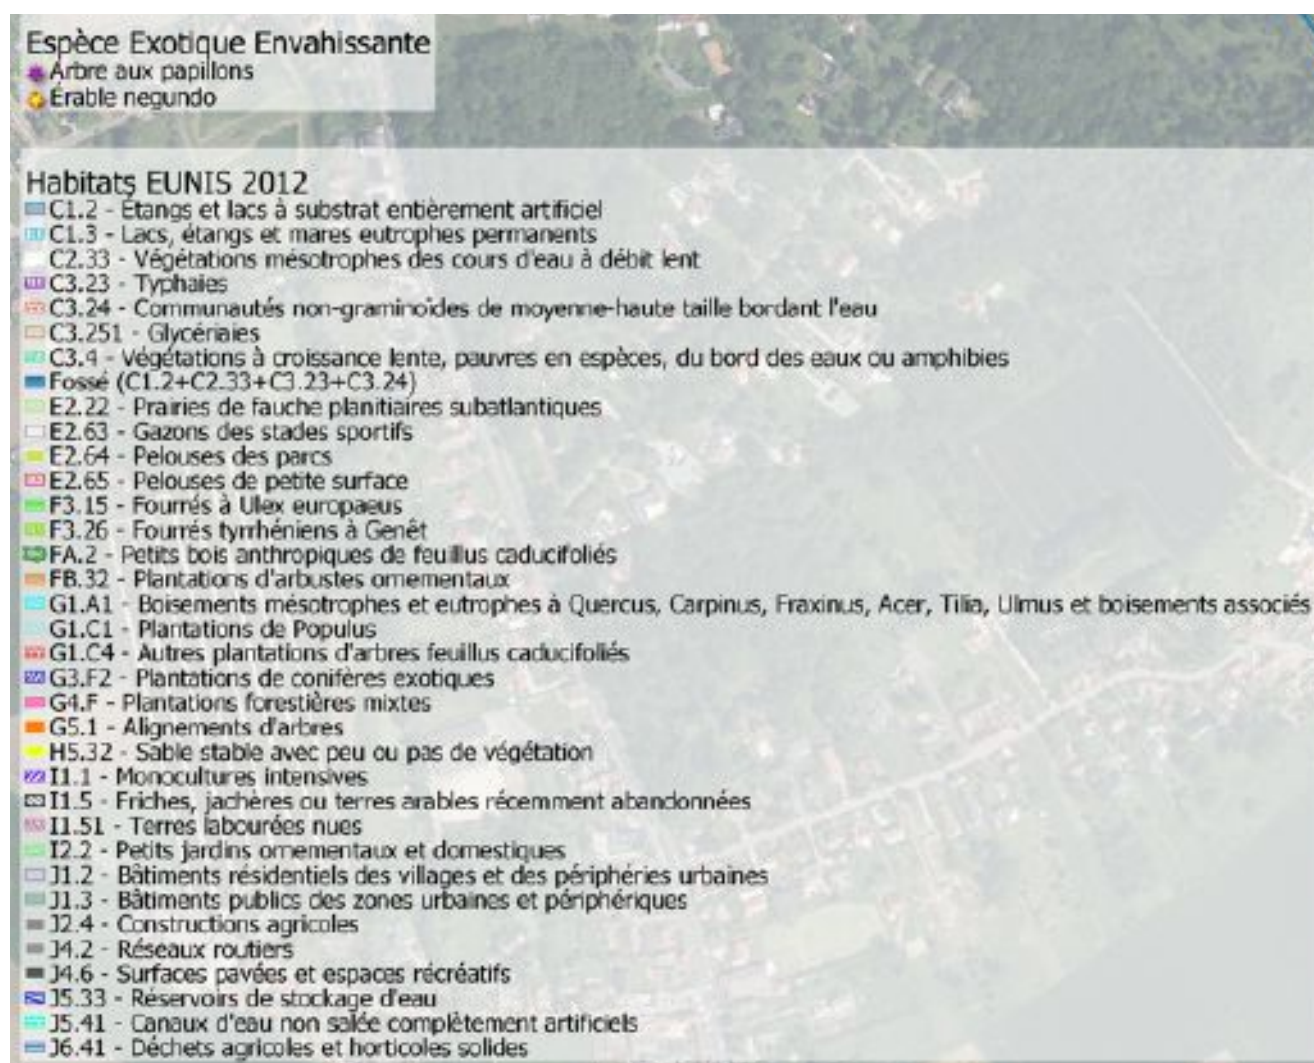 Espèce Exotique Envahissante
Arbre aux papillons
Érable negundo
Habitats EUNIS 2012
C1.2 - Étangs et lacs à substrat entièrement artificiel
C1.3 - Lacs, étangs et mares eutrophes permanents
C2.33 - Végétations mésotrophes des cours d'eau à débit lent
C3.23 - Typhaies
C3.24 - Communautés non-graminoïdes de moyenne-haute taille bordant l'eau
C3.251 - Glycériaies
C3.4 - Végétations à croissance lente, pauvres en espèces, du bord des eaux ou amphibies
Fossé (C1.2+C2.33+C3.23+C3.24)
E2.22 - Prairies de fauche planitiaires subatlantiques
E2.63 - Gazons des stades sportifs
E2.64 - Pelouses des parcs
E2.65 - Pelouses de petite surface
F3.15 - Fourrés à Ulex europaeus
F3.26 - Fourrés tyrrhéniens à Genêt
FA.2 - Petits bois anthropiques de feuillus caducifoliés
FB.32 - Plantations d'arbustes ornementaux
G1.A1 - Boisements mésotrophes et eutrophes à Quercus, Carpinus, Fraxinus, Acer, Tilia, Ulmus et boisements associés
G1.C1 - Plantations de Populus
G1.C4 - Autres plantations d'arbres feuillus caducifoliés
G3.F2 - Plantations de conifères exotiques
G4.F - Plantations forestières mixtes
G5.1 - Alignements d'arbres
H5.32 - Sable stable avec peu ou pas de végétation
I1.1 - Monocultures intensives
I1.5 - Friches, jachères ou terres arables récemment abandonnées
I1.51 - Terres labourées nues
I2.2 - Petits jardins ornementaux et domestiques
J1.2 - Bâtiments résidentiels des villages et des périphéries urbaines
J1.3 - Bâtiments publics des zones urbaines et périphériques
J2.4 - Constructions agricoles
J4.2 - Réseaux routiers
J4.6 - Surfaces pavées et espaces récréatifs
J5.33 - Réservoirs de stockage d'eau
J5.41 - Canaux d'eau non salée complètement artificiels
J6.41 - Déchets agricoles et horticoles solides